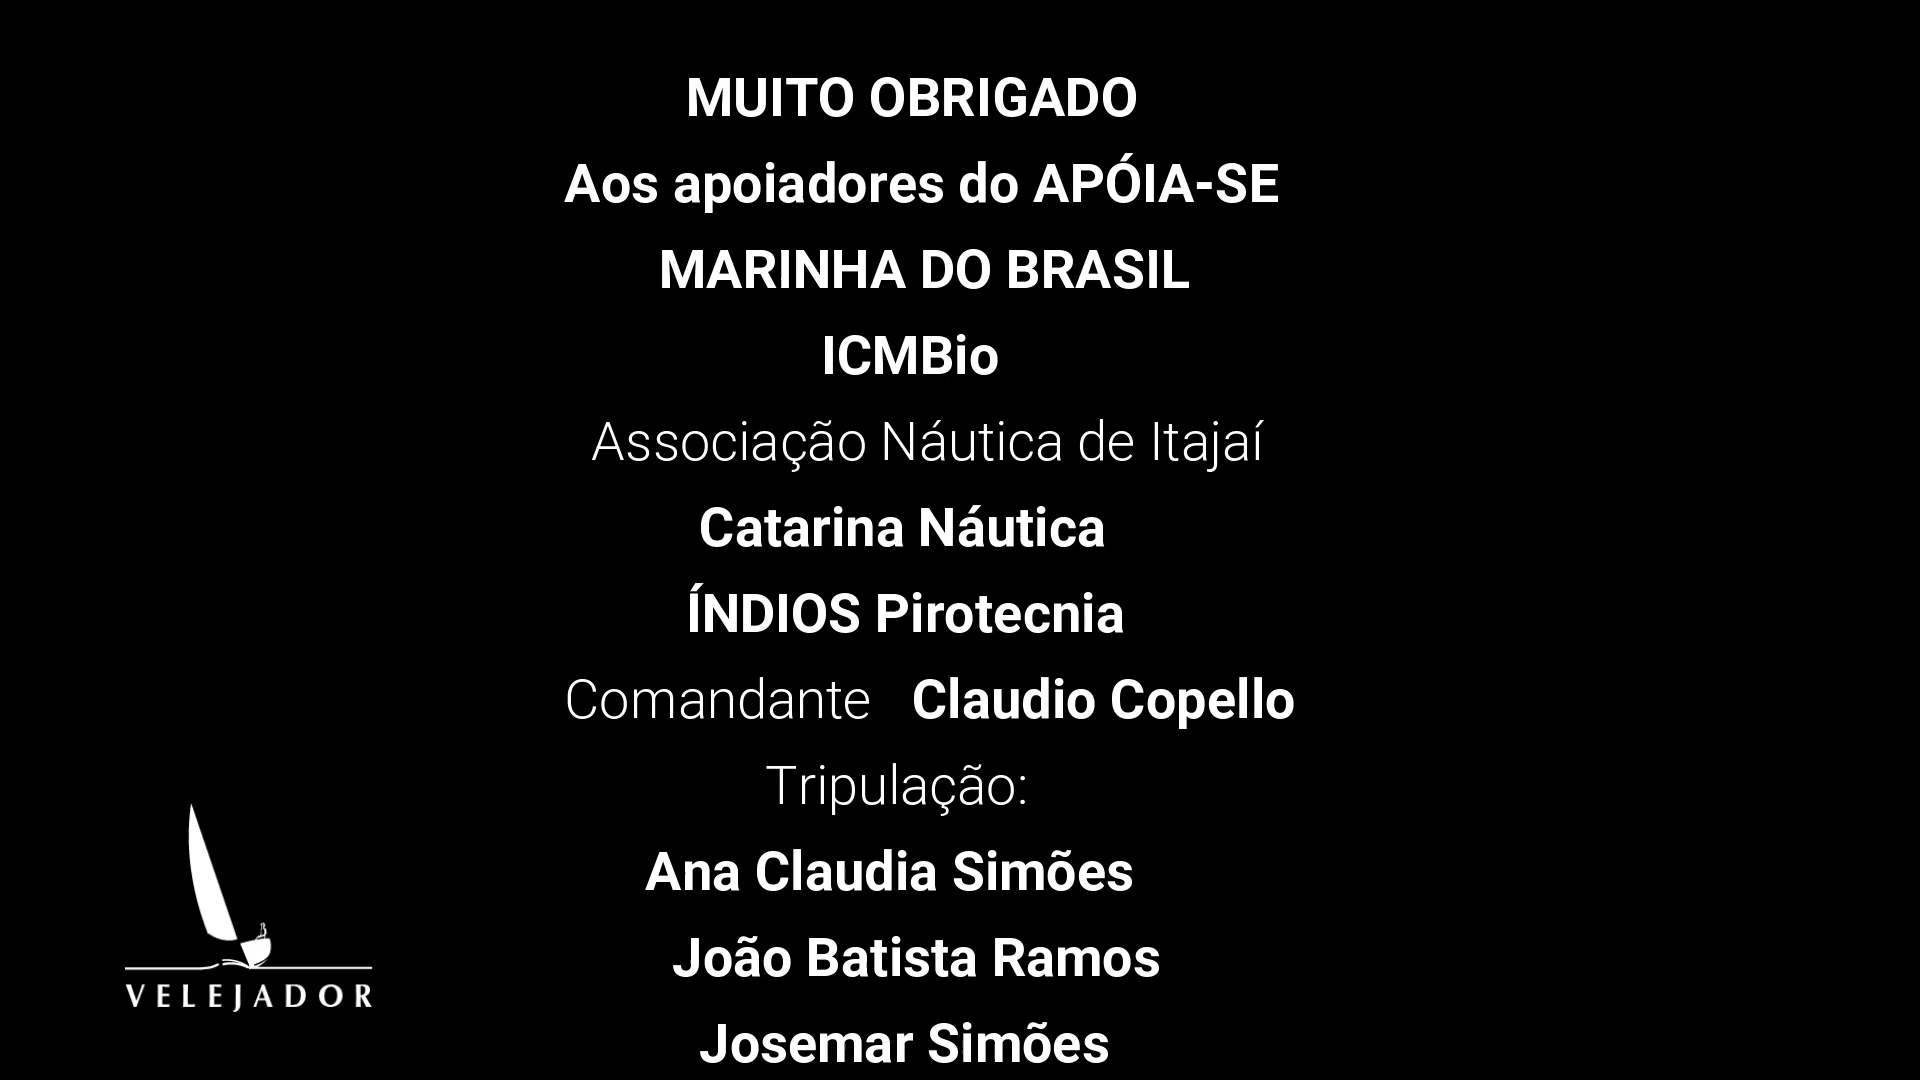 MUITO OBRIGADO
Aos apoiadores do APÓIA-SE
MARINHA DO BRASIL
ICMBio
Associação Náutica de Itajaí
Catarina Náutica
ÍNDIOS Pirotecnia
Comandante Claudio Copello
Tripulação:
Ana Claudia Simões
João Batista Ramos
Josemar Simões
VELEJADOR